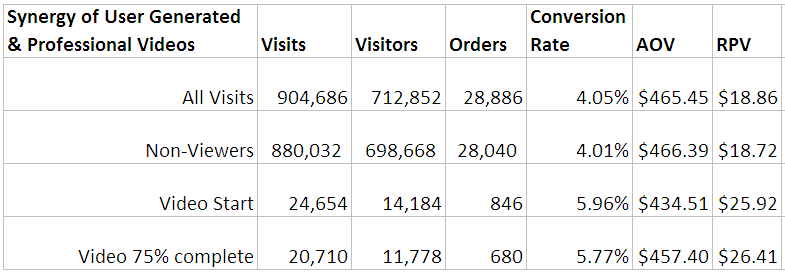 Synergy of User Generated & Professional Videos Visits Visitors Orders Conversion Rate AOV RPV
All Visits 904,686 712,852 28,886 4.05% $465.45 $18.86
Non-Viewers 880,032 698,668 28,040 4.01% $466.39 $18.72
Video Start 24,654 14,184 846 5.96% $434.51 $25.92
Video 75% complete 20,710 11,778 680 5.77% $457.40 $26.41